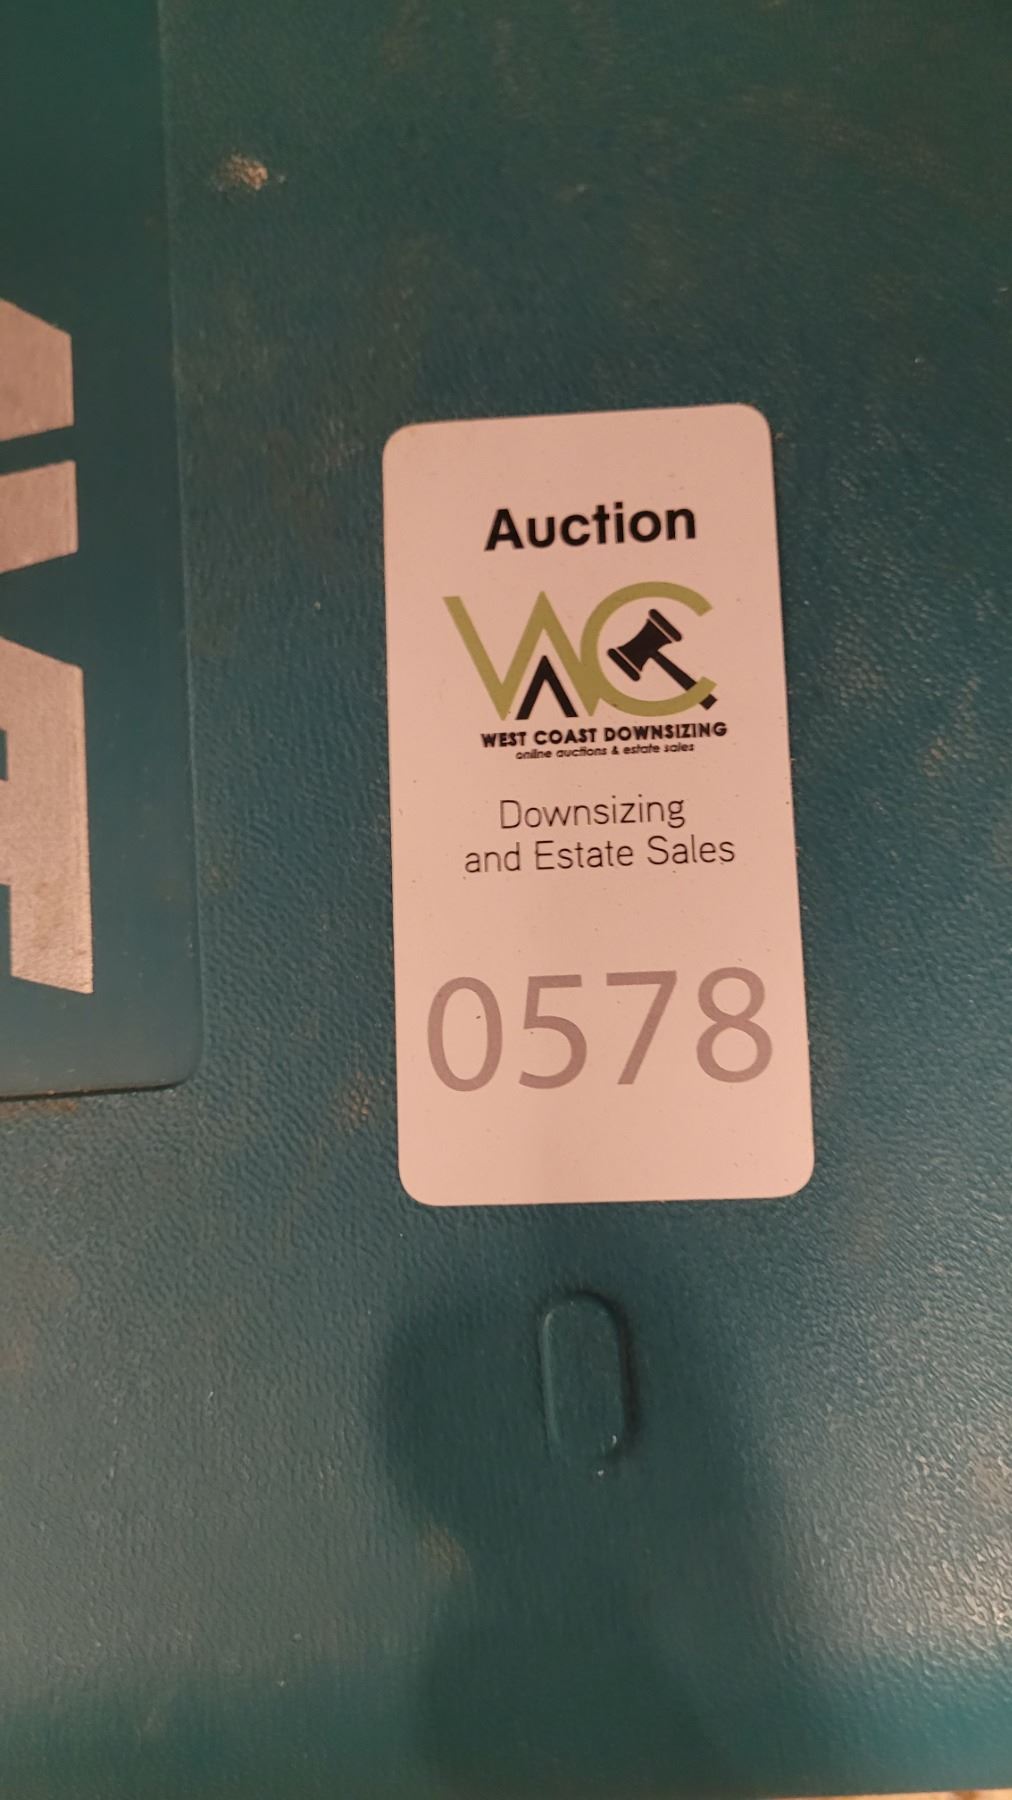 Auction
WC
WEST COAST DOWNSIZING
online auctions & estate sales
Downsizing
and Estate Sales
0578